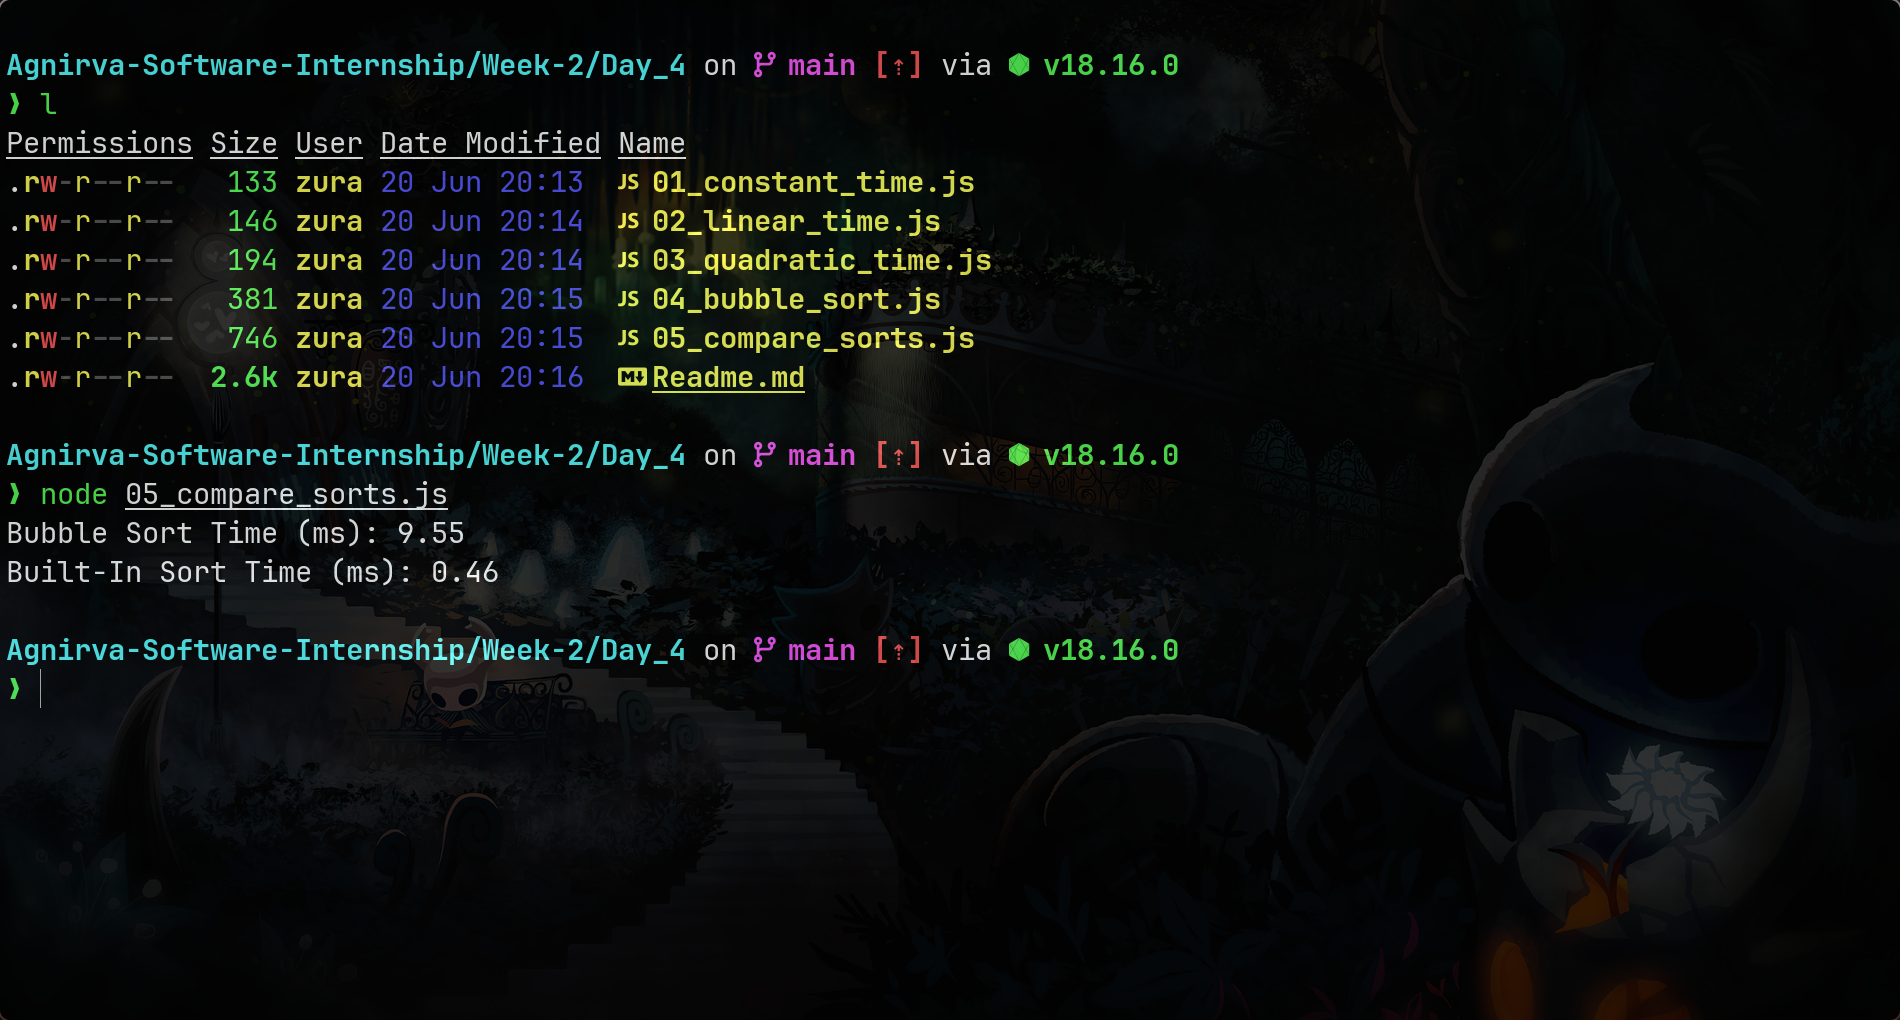 Agnirva-Software-Internship/Week-2/Day_4 on main [⇡] via v18.16.0
❯ l
Permissions Size User Date Modified Name
.rw-r--r-- 133 zura 20 Jun 20:13 JS 01_constant_time.js
.rw-r--r-- 146 zura 20 Jun 20:14 JS 02_linear_time.js
.rw-r--r-- 194 zura 20 Jun 20:14 JS 03_quadratic_time.js
.rw-r--r-- 381 zura 20 Jun 20:15 JS 04_bubble_sort.js
.rw-r--r-- 746 zura 20 Jun 20:15 JS 05_compare_sorts.js
.rw-r--r-- 2.6k zura 20 Jun 20:16 M↓ Readme.md
Agnirva-Software-Internship/Week-2/Day_4 on main [⇡] via v18.16.0
❯ node 05_compare_sorts.js
Bubble Sort Time (ms): 9.55
Built-In Sort Time (ms): 0.46
Agnirva-Software-Internship/Week-2/Day_4 on main [⇡] via v18.16.0
❯